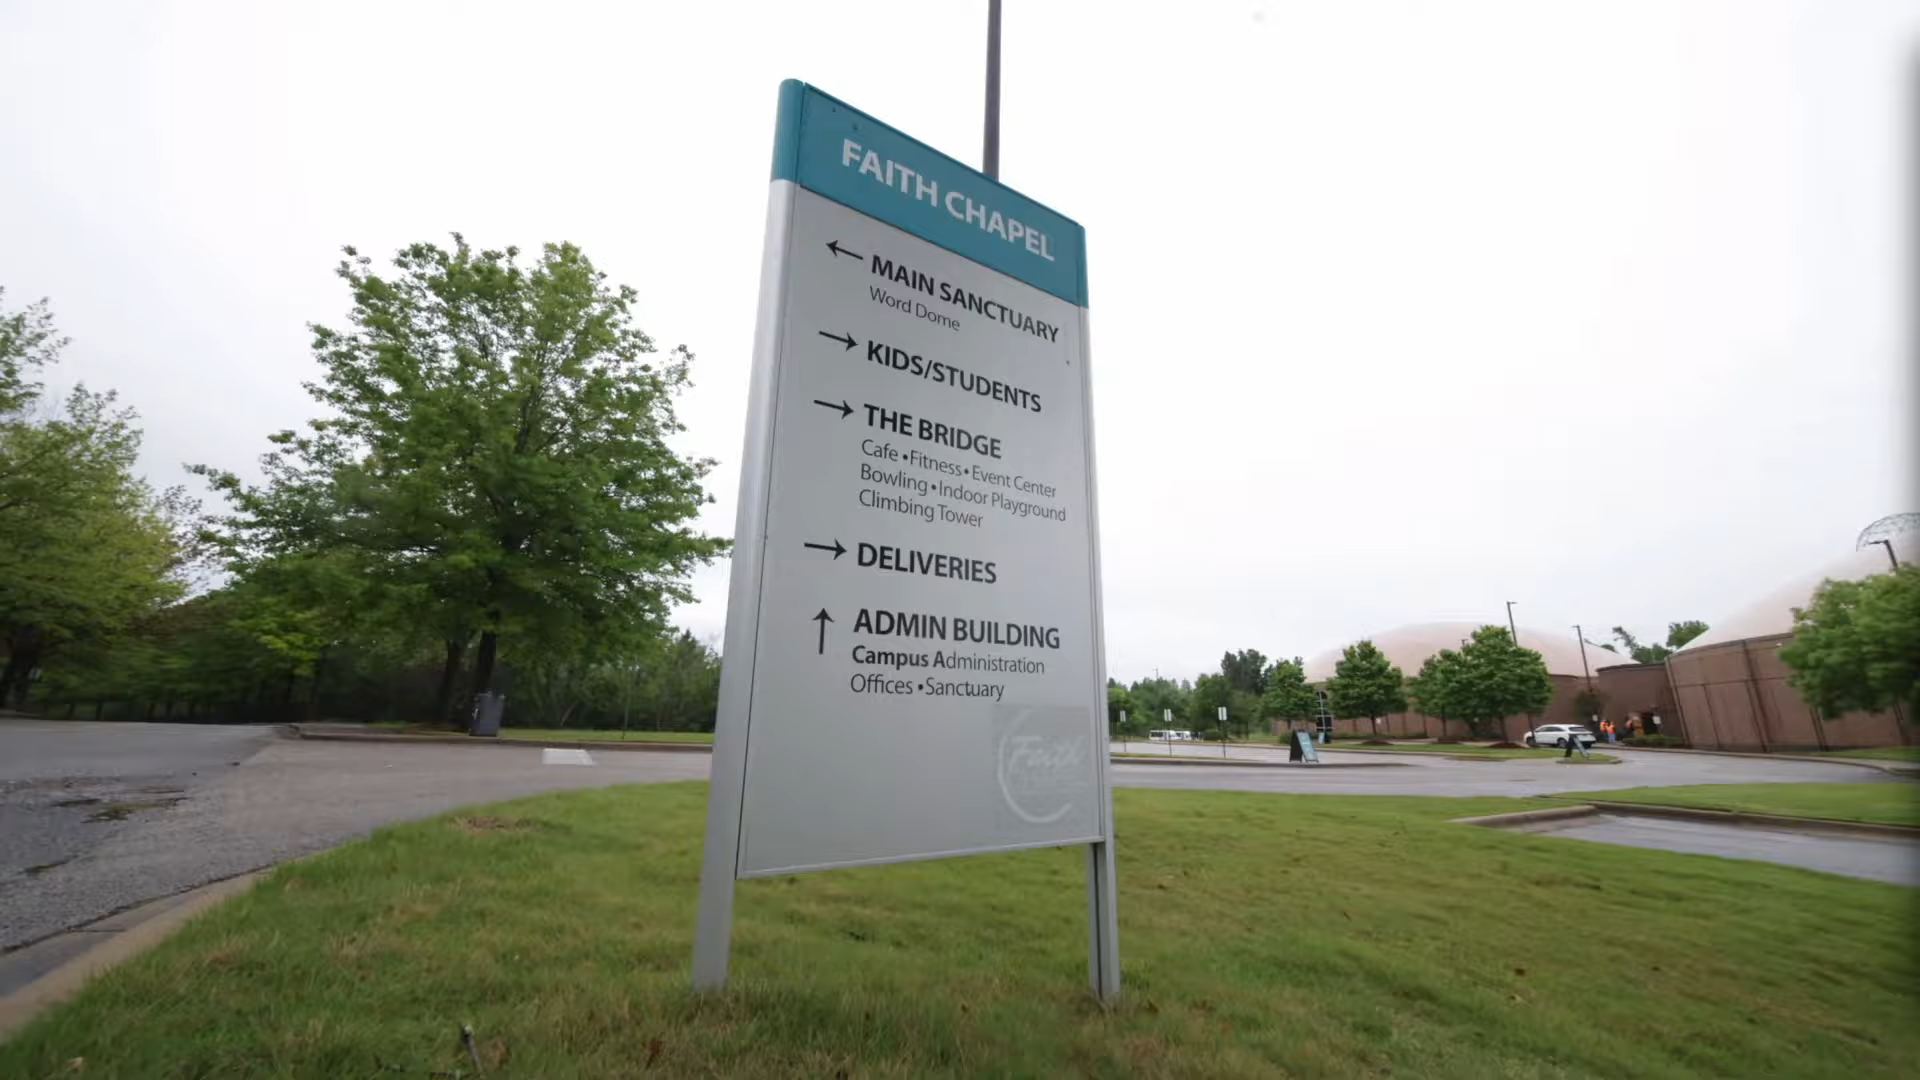 FAITH CHAPEL
← MAIN SANCTUARY
Word Dome
→ KIDS/STUDENTS
→ THE BRIDGE
Cafe • Fitness • Event Center
Bowling • Indoor Playground
Climbing Tower
→ DELIVERIES
↑ ADMIN BUILDING
Campus Administration
Offices • Sanctuary
Faith